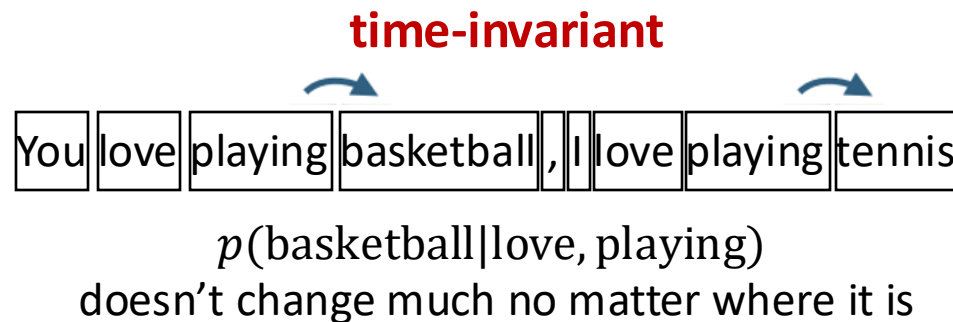 time-invariant
You love playing basketball , I love playing tennis
p(basketball|love, playing)
doesn’t change much no matter where it is